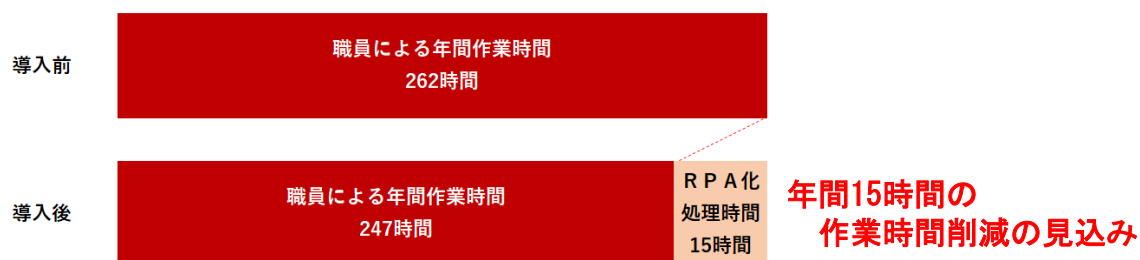 導入前
職員による年間作業時間
262時間
導入後
職員による年間作業時間
247時間
ＲＰＡ化
処理時間
15時間
年間15時間の
作業時間削減の見込み